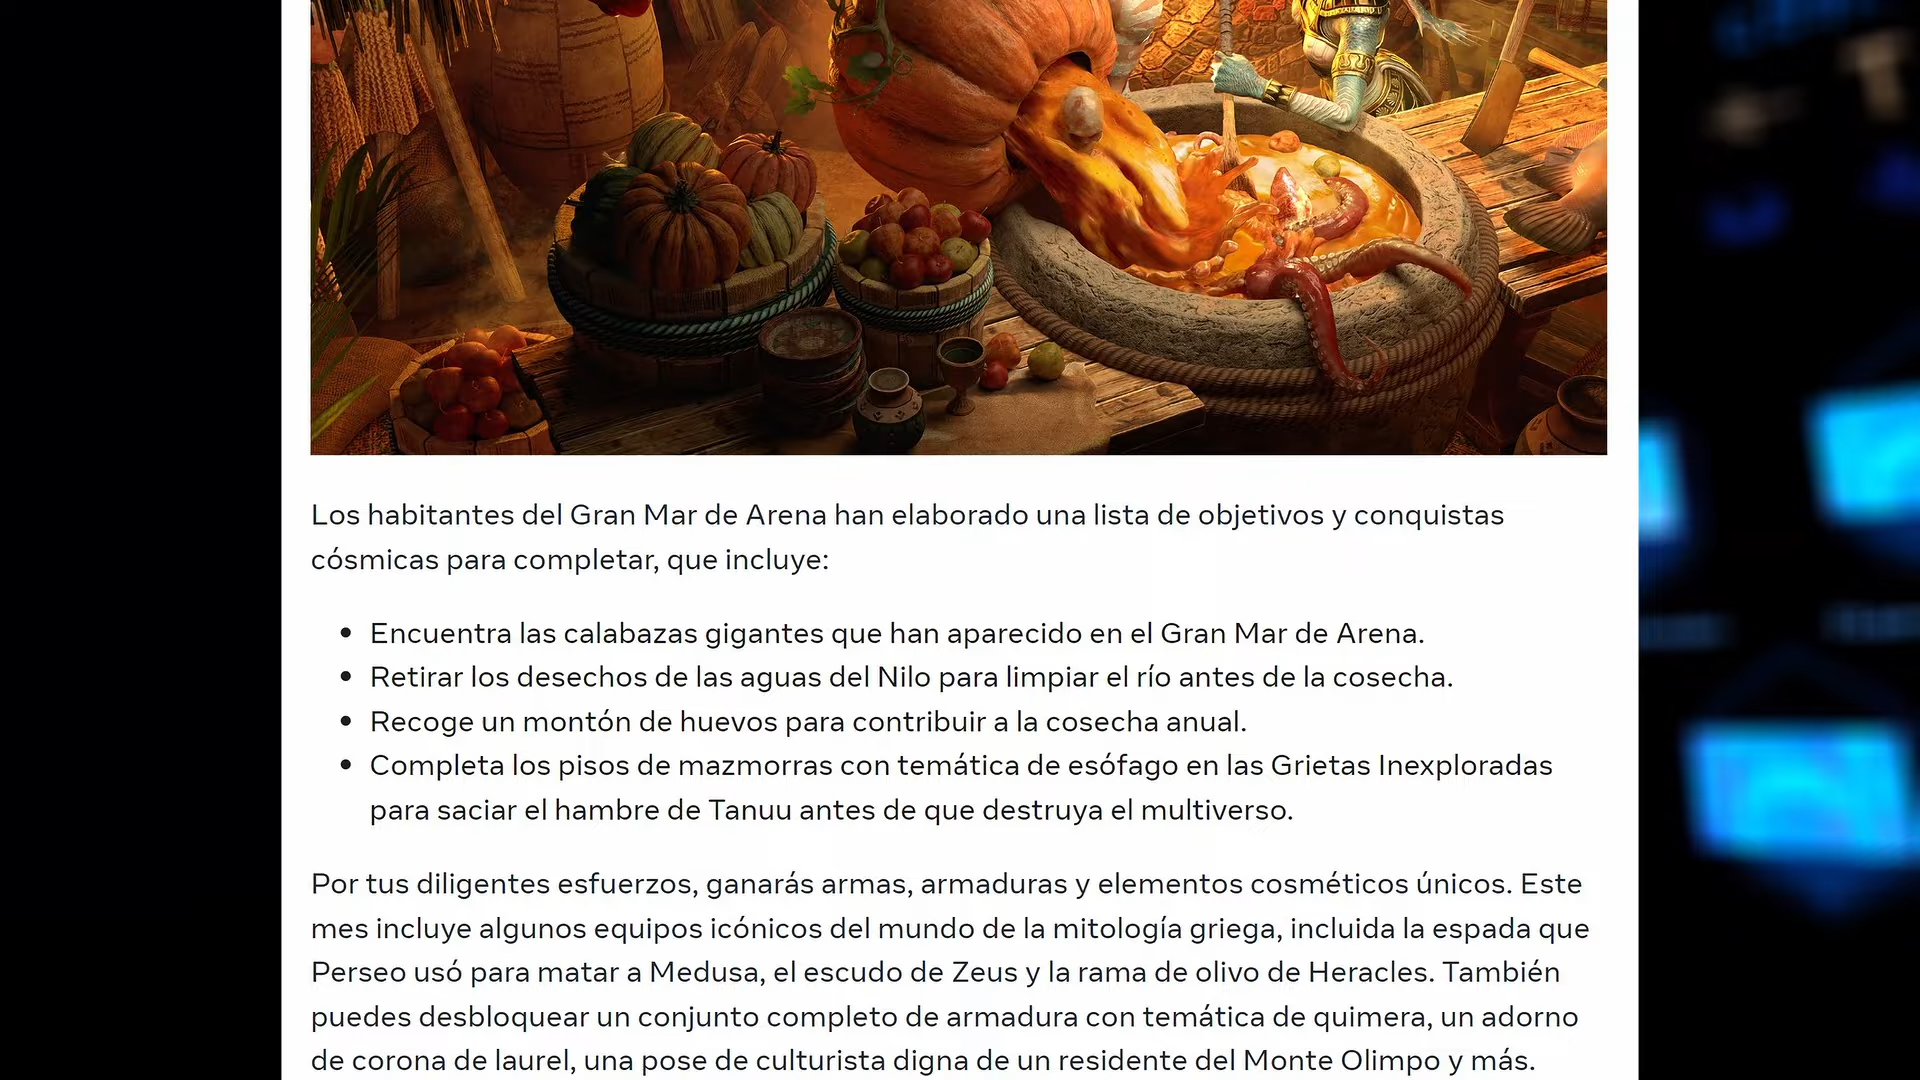 Los habitantes del Gran Mar de Arena han elaborado una lista de objetivos y conquistas
cósmicas para completar, que incluye:
• Encuentra las calabazas gigantes que han aparecido en el Gran Mar de Arena.
• Retirar los desechos de las aguas del Nilo para limpiar el río antes de la cosecha.
• Recoge un montón de huevos para contribuir a la cosecha anual.
• Completa los pisos de mazmorras con temática de esófago en las Grietas Inexploradas
para saciar el hambre de Tanuu antes de que destruya el multiverso.
Por tus diligentes esfuerzos, ganarás armas, armaduras y elementos cosméticos únicos. Este
mes incluye algunos equipos icónicos del mundo de la mitología griega, incluida la espada que
Perseo usó para matar a Medusa, el escudo de Zeus y la rama de olivo de Heracles. También
puedes desbloquear un conjunto completo de armadura con temática de quimera, un adorno
de corona de laurel, una pose de culturista digna de un residente del Monte Olimpo y más.